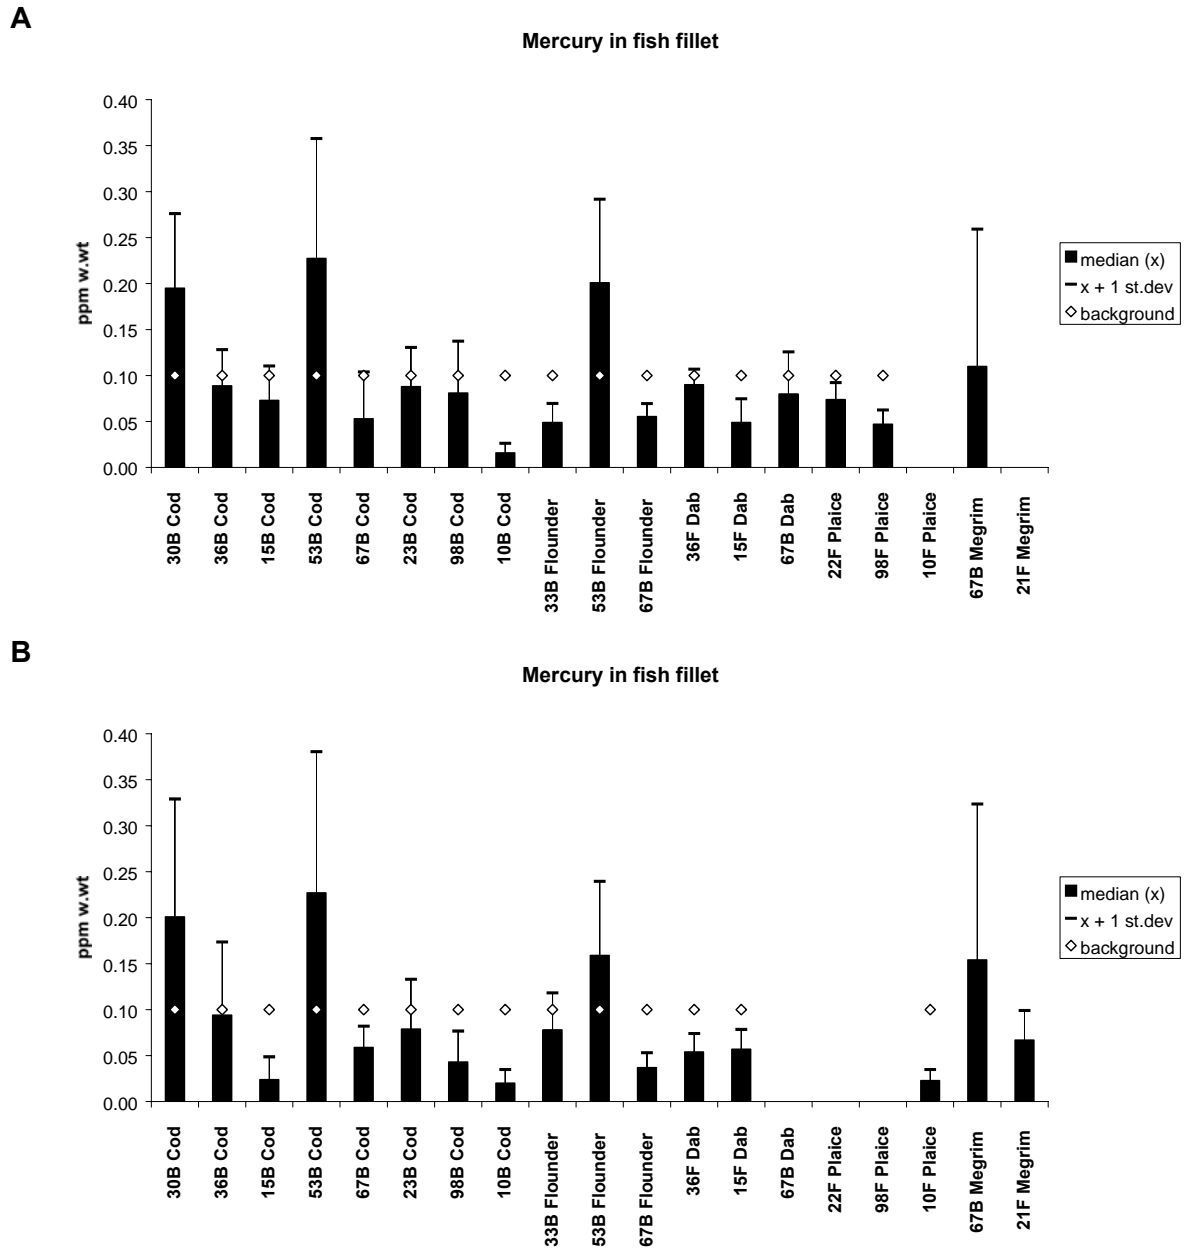 A
Mercury in fish fillet
0.40
0.35
0.30
0.25
0.20
0.15
0.10
0.05
0.00
ppm w.wt
30B Cod
36B Cod
15B Cod
53B Cod
67B Cod
23B Cod
98B Cod
10B Cod
33B Flounder
53B Flounder
67B Flounder
36F Dab
15F Dab
67B Dab
22F Plaice
98F Plaice
10F Plaice
67B Megrim
21F Megrim
median (x)
x + 1 st.dev
background
B
Mercury in fish fillet
0.40
0.35
0.30
0.25
0.20
0.15
0.10
0.05
0.00
ppm w.wt
30B Cod
36B Cod
15B Cod
53B Cod
67B Cod
23B Cod
98B Cod
10B Cod
33B Flounder
53B Flounder
67B Flounder
36F Dab
15F Dab
67B Dab
22F Plaice
98F Plaice
10F Plaice
67B Megrim
21F Megrim
median (x)
x + 1 st.dev
background